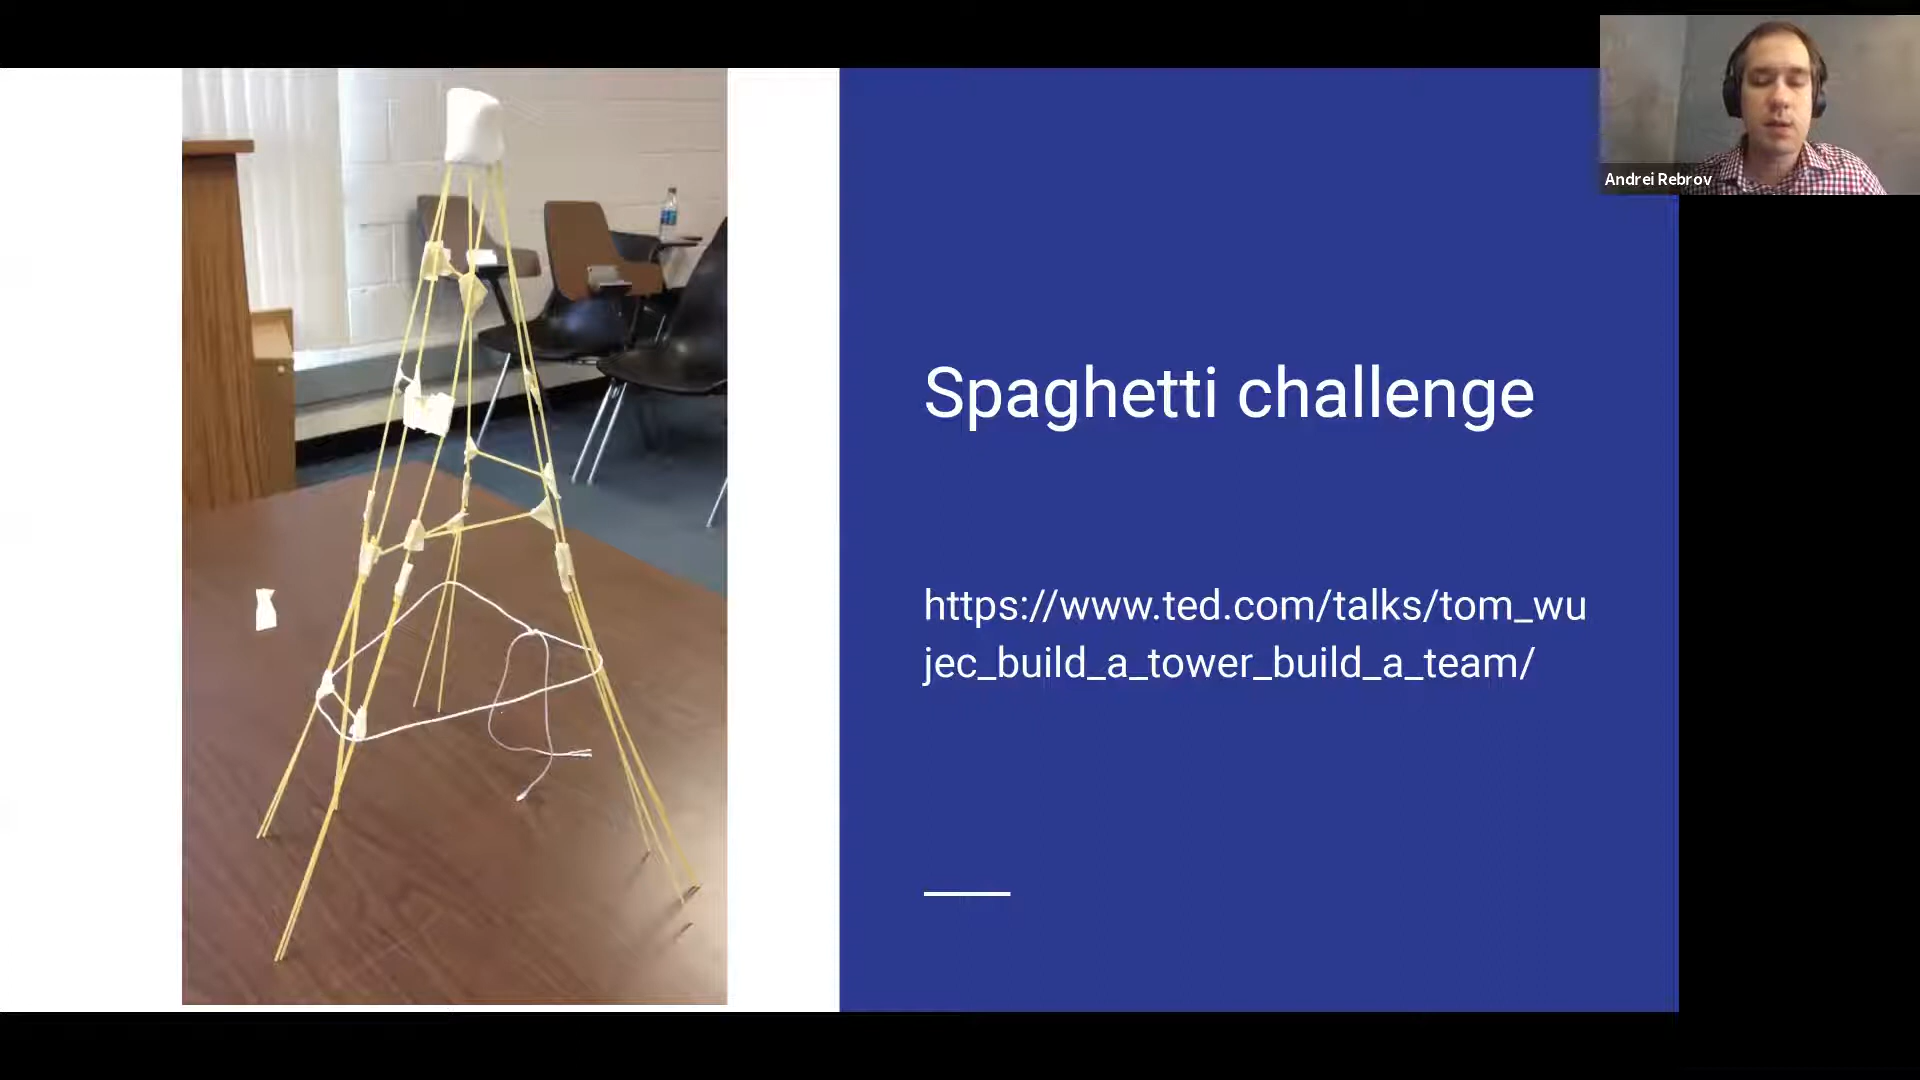 Andrei Rebrov
Spaghetti challenge
https://www.ted.com/talks/tom_wu
jec_build_a_tower_build_a_team/